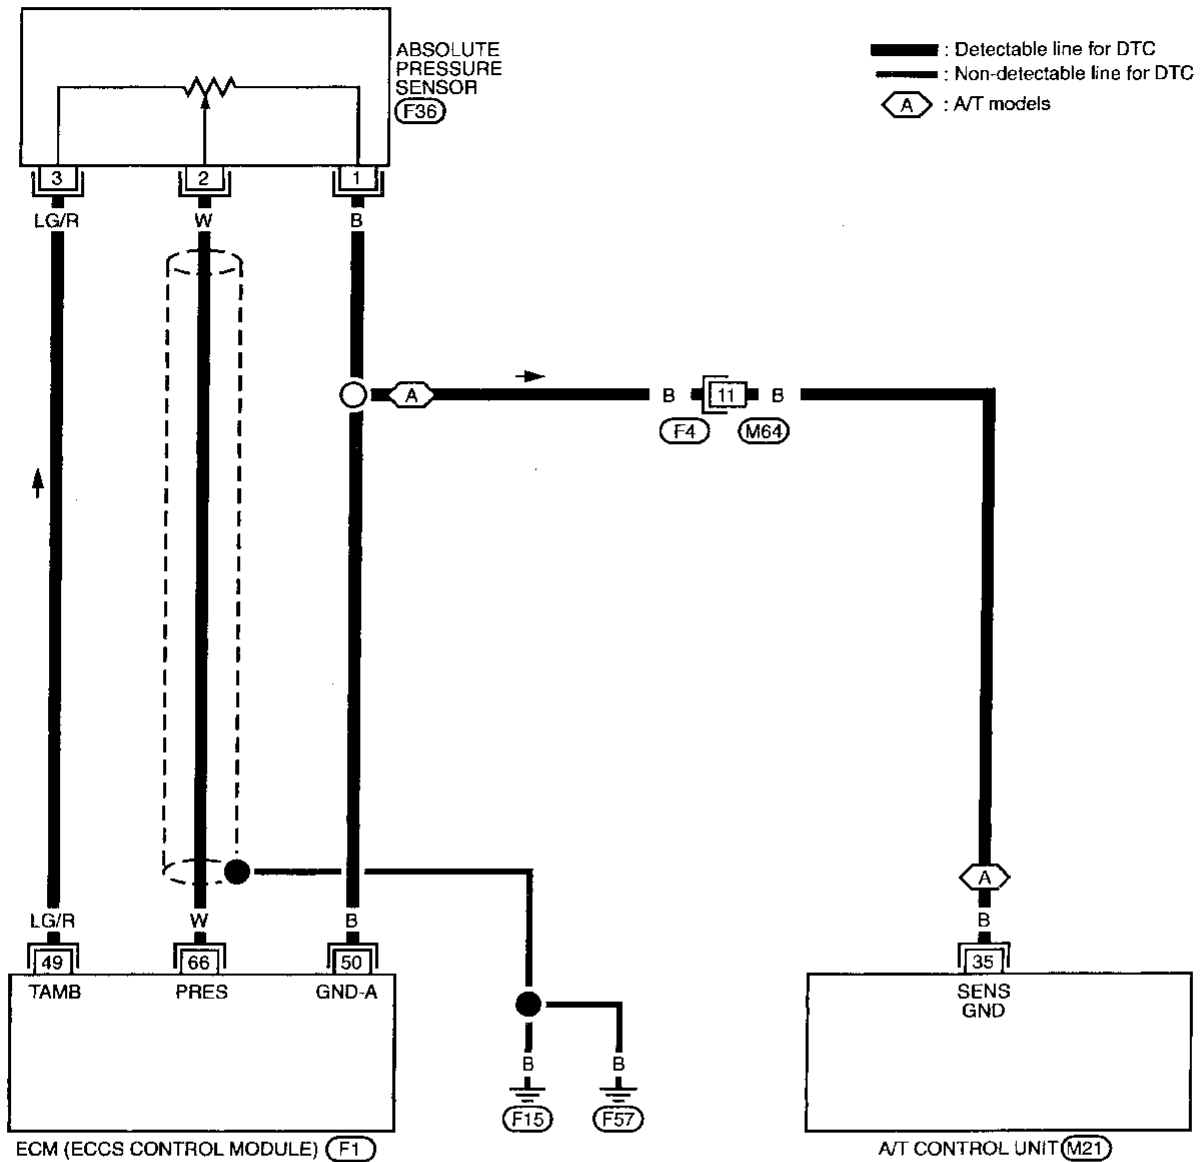 ABSOLUTE
PRESSURE
SENSOR
F36
: Detectable line for DTC
: Non-detectable line for DTC
A : A/T models
3 2 1
LG/R W B
A B 11 B
F4 M64
A
LG/R W B B
49 66 50 35
TAMB PRES GND-A SENS
GND
B B
F15 F57
ECM (ECCS CONTROL MODULE) F1
A/T CONTROL UNIT M21